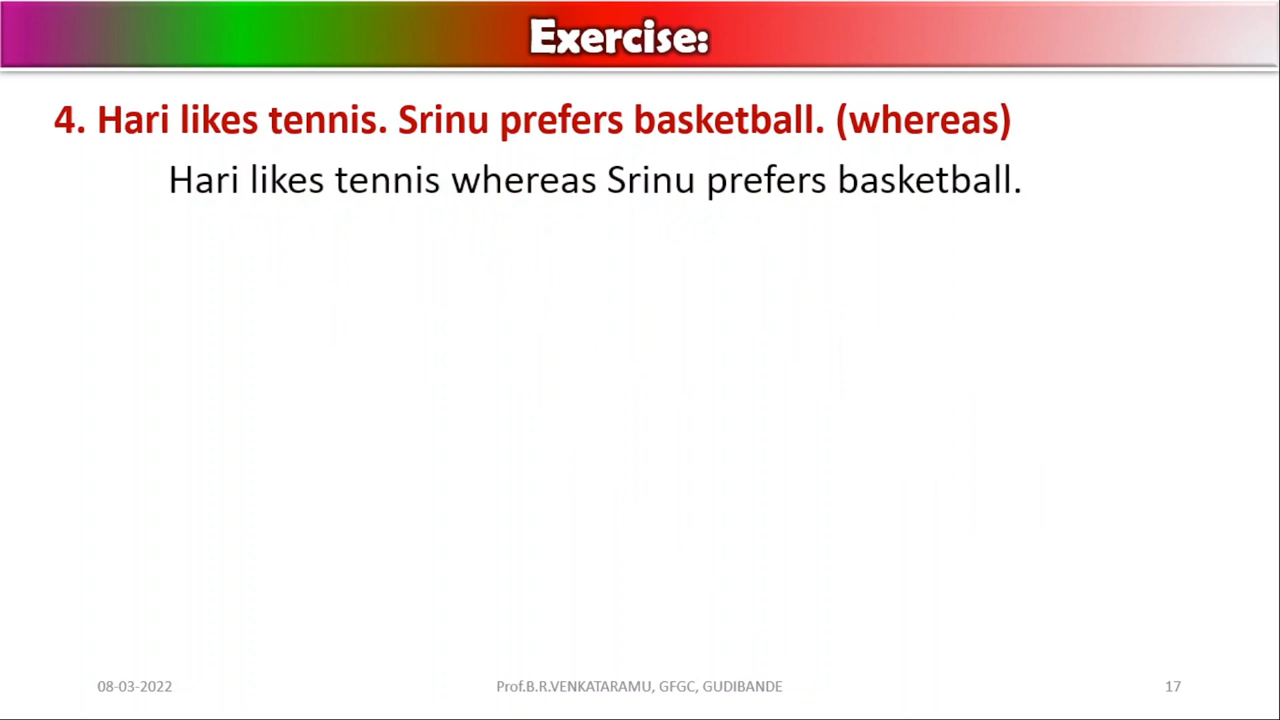 Exercise:
4. Hari likes tennis. Srinu prefers basketball. (whereas)
Hari likes tennis whereas Srinu prefers basketball.
08-03-2022
Prof.B.R.VENKATARAMU, GFGC, GUDIBANDE
17